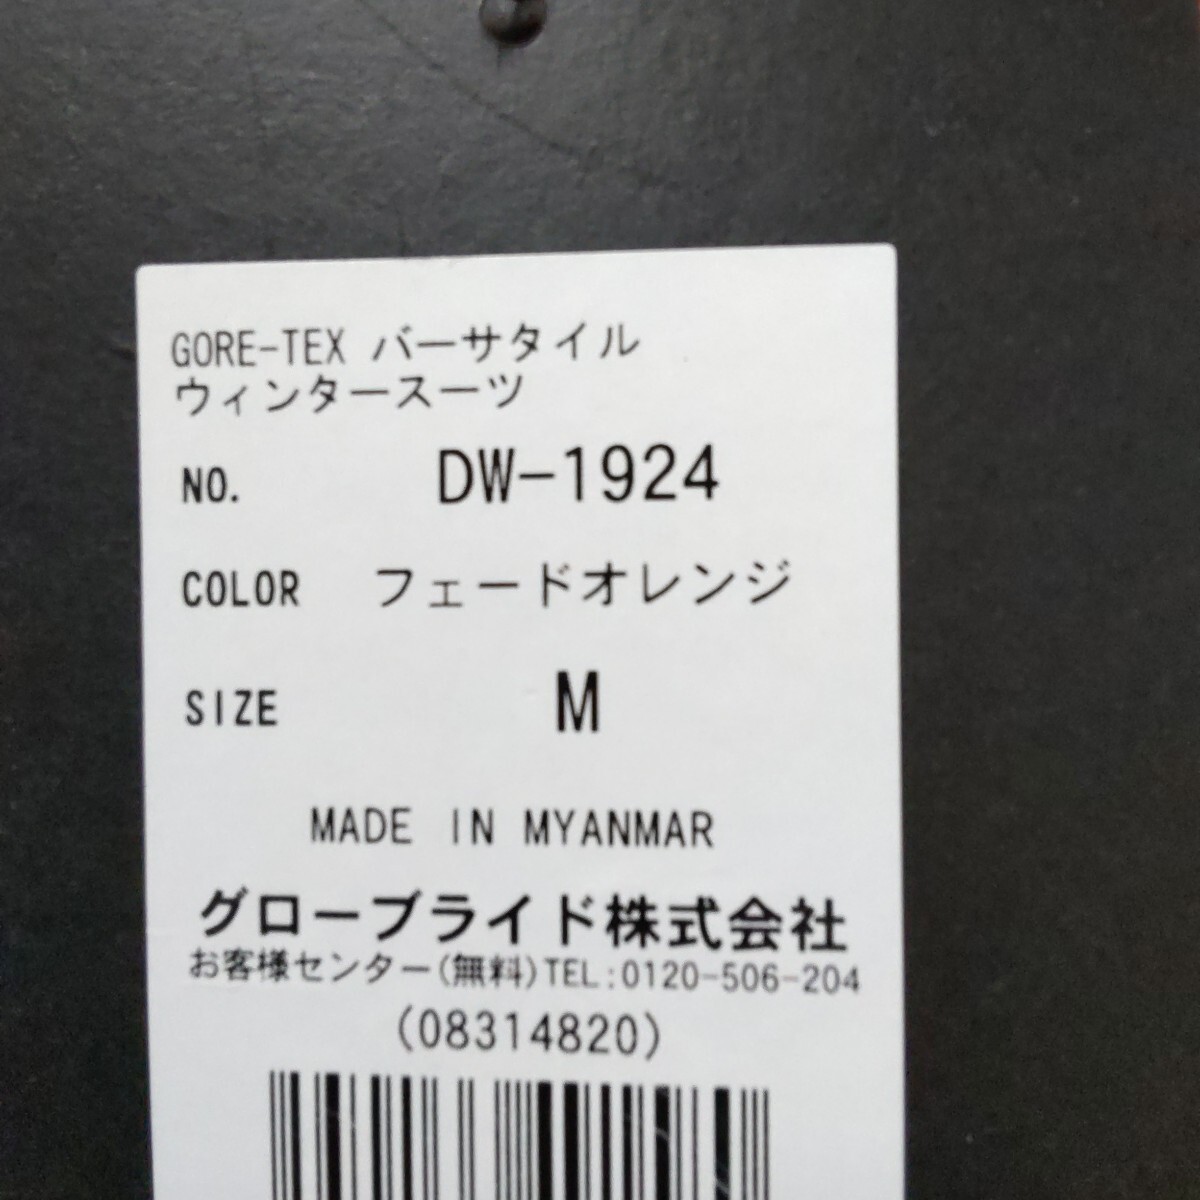 GORE-TEX バーサタイル
ウィンタースーツ
NO. DW-1924
COLOR フェードオレンジ
SIZE M
MADE IN MYANMAR
グローブライド株式会社
お客様センター(無料)TEL:0120-506-204
(08314820)